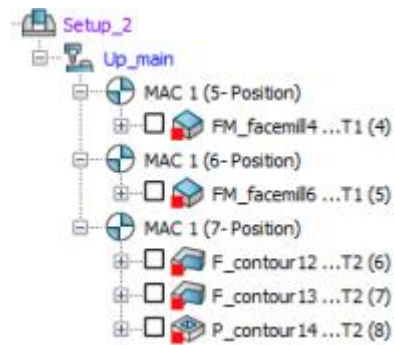 Setup_2
Up_main
MAC 1 (5- Position)
FM_facemill4 ...T1 (4)
MAC 1 (6- Position)
FM_facemill6 ...T1 (5)
MAC 1 (7- Position)
F_contour12 ...T2 (6)
F_contour13 ...T2 (7)
P_contour14 ...T2 (8)